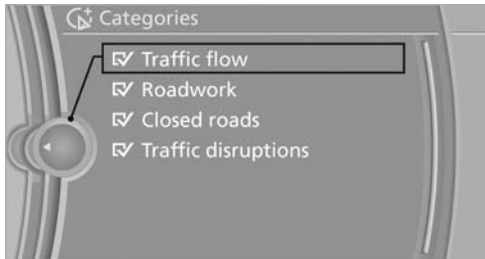 Categories
Traffic flow
Roadwork
Closed roads
Traffic disruptions